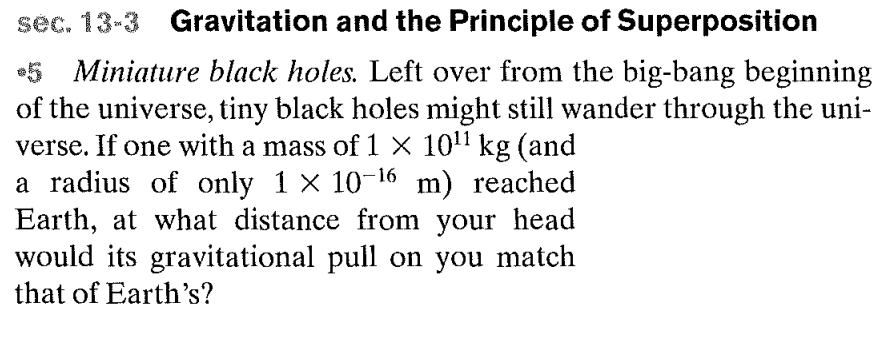 sec. 13-3 Gravitation and the Principle of Superposition
•5 Miniature black holes. Left over from the big-bang beginning
of the universe, tiny black holes might still wander through the uni-
verse. If one with a mass of 1 × 10¹¹ kg (and
a radius of only 1 × 10⁻¹⁶ m) reached
Earth, at what distance from your head
would its gravitational pull on you match
that of Earth's?